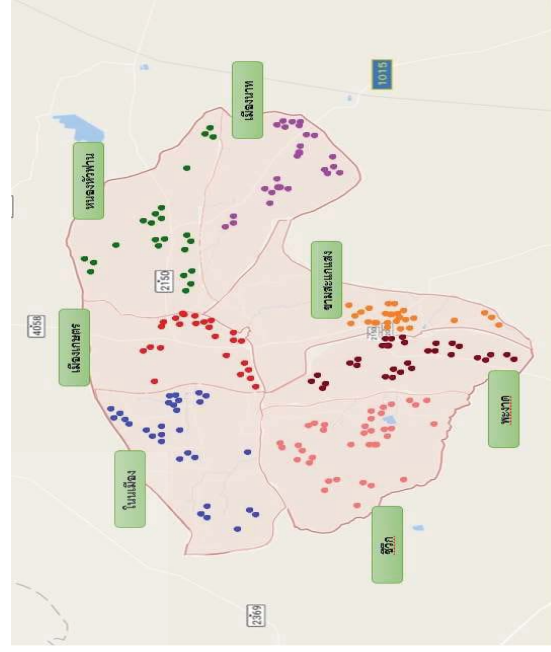 1015
เมืองนาท
หนองหัวฟาน
2150
4058
ขามสะแกแสง
เมืองเกษตร
โนนเมือง
พะงาด
ชีวึก
2369